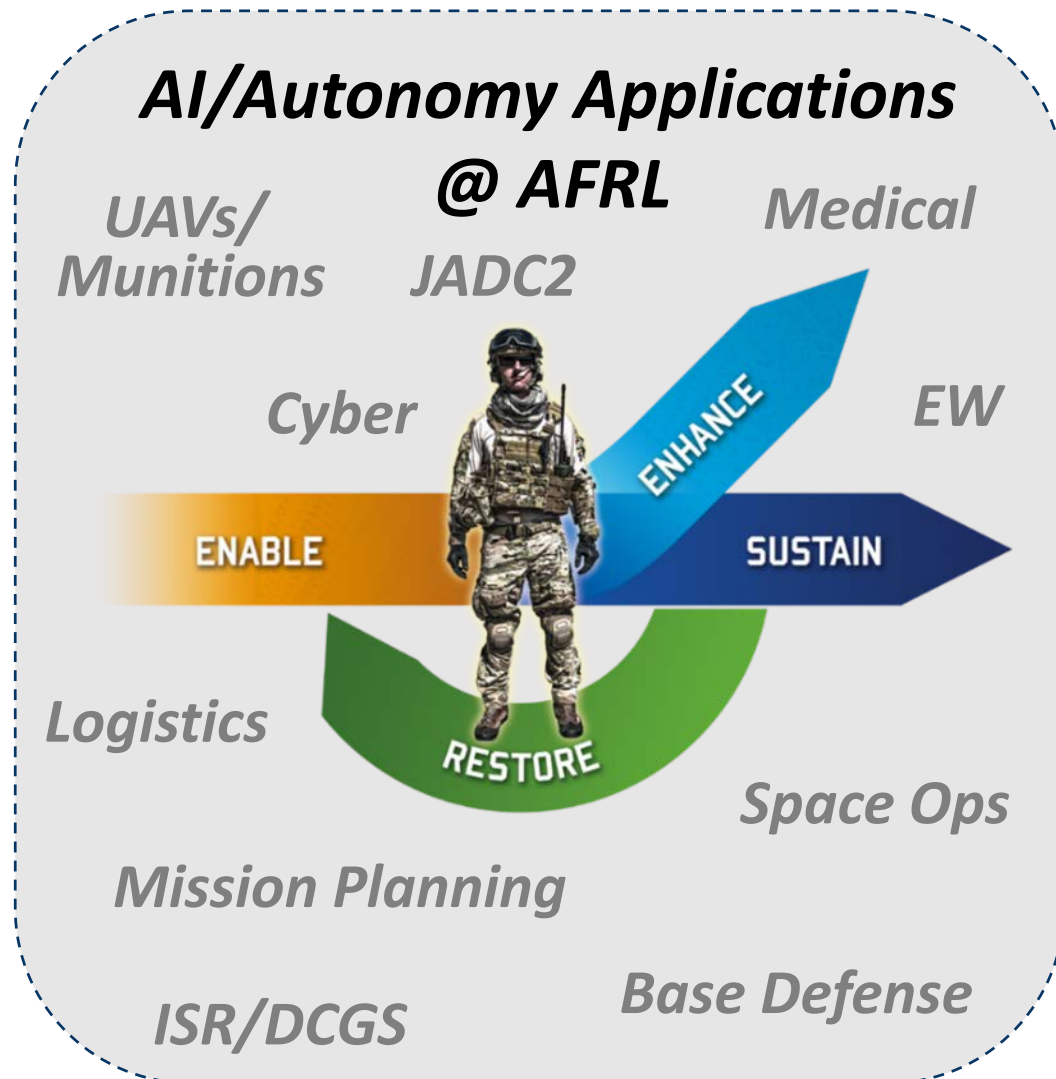 AI/Autonomy Applications
@ AFRL
UAVs/
Munitions
JADC2
Medical
Cyber
EW
ENHANCE
ENABLE
SUSTAIN
Logistics
RESTORE
Space Ops
Mission Planning
Base Defense
ISR/DCGS